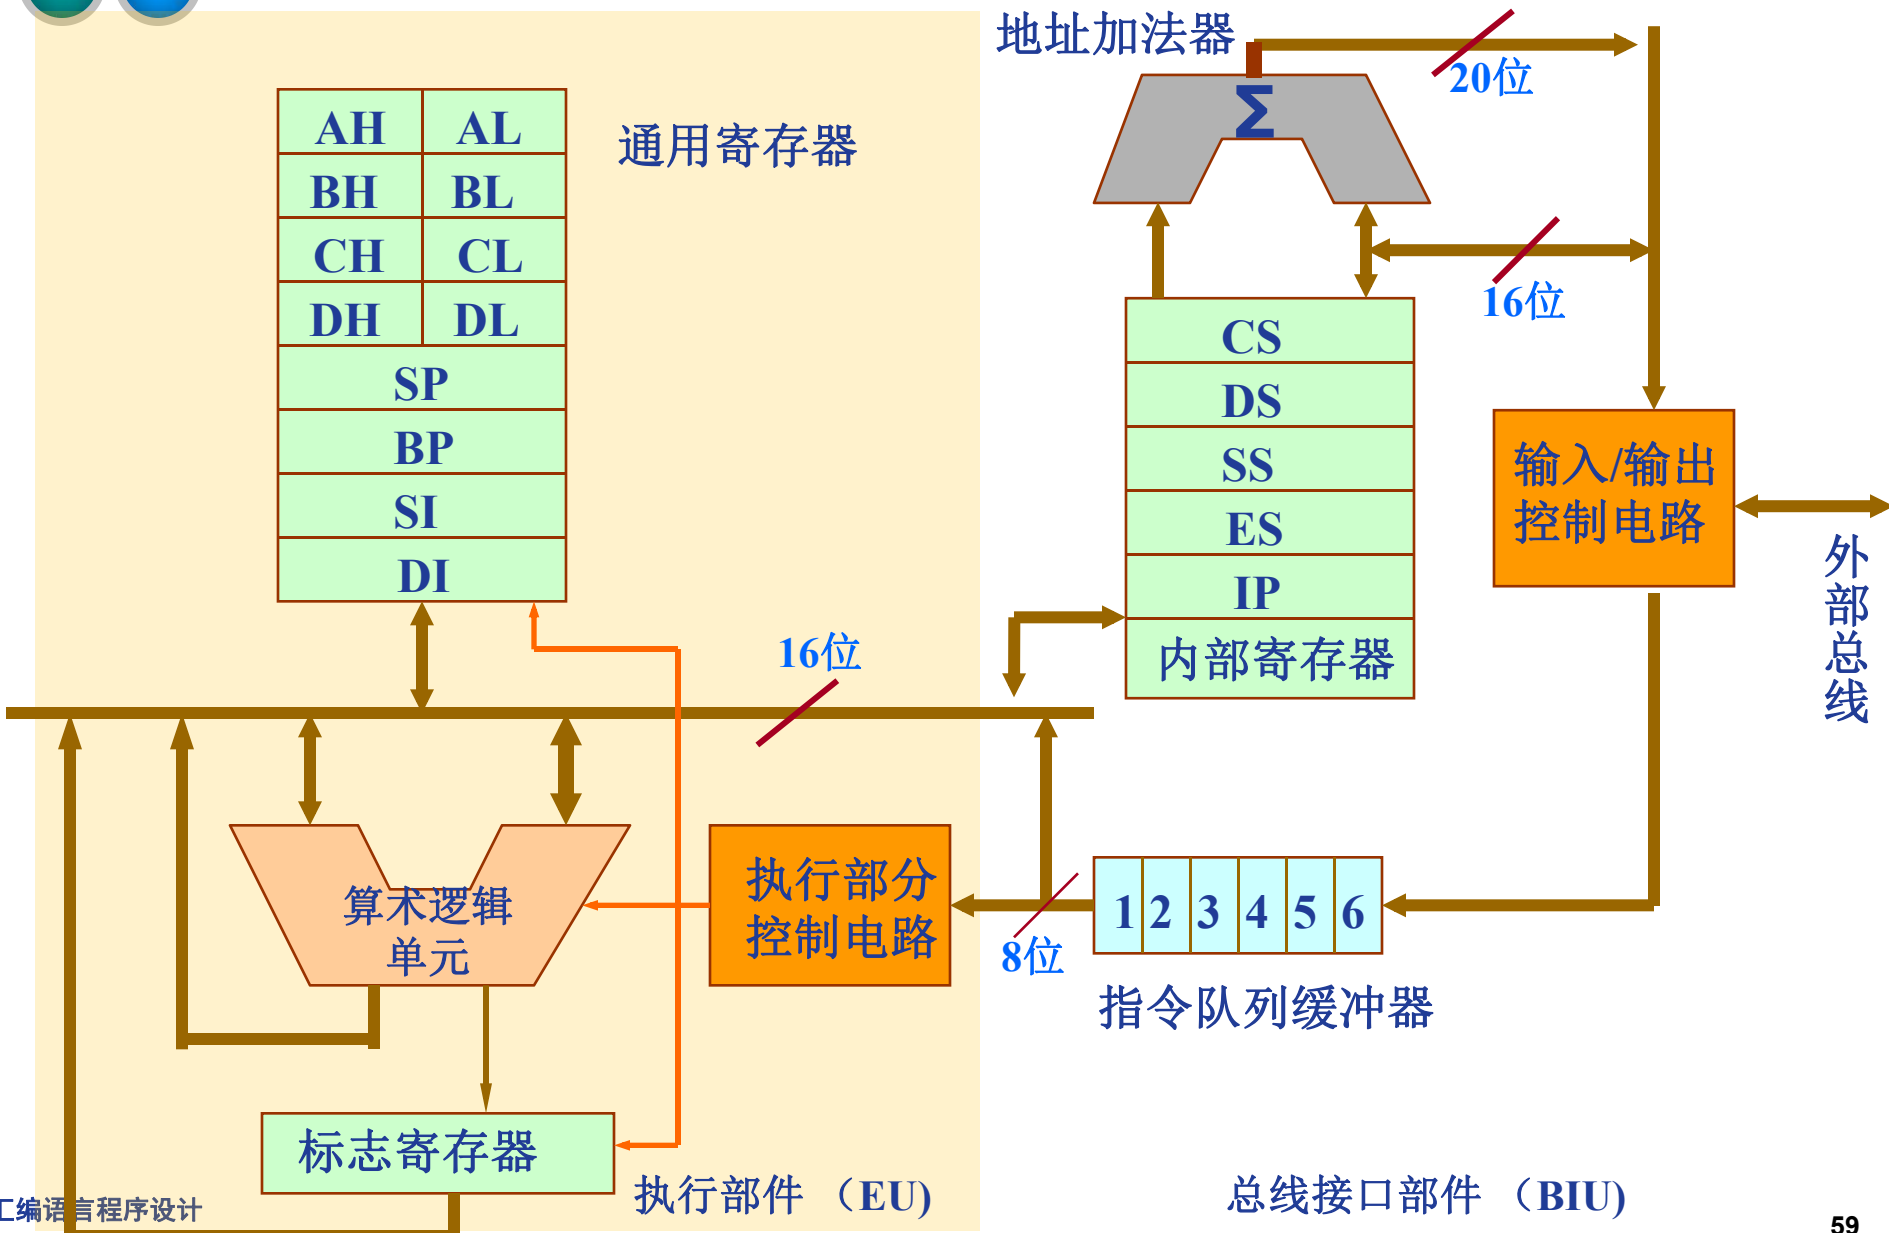 地址加法器
20位
Σ
AH AL
通用寄存器
BH BL
CH CL
DH DL
16位
SP
CS
BP
DS
SI
SS
DI
ES
输入/输出
控制电路
IP
外部总线
内部寄存器
16位
算术逻辑
单元
执行部分
控制电路
8位
1 2 3 4 5 6
指令队列缓冲器
标志寄存器
执行部件 （EU)
总线接口部件 （BIU)
汇编语言程序设计
59